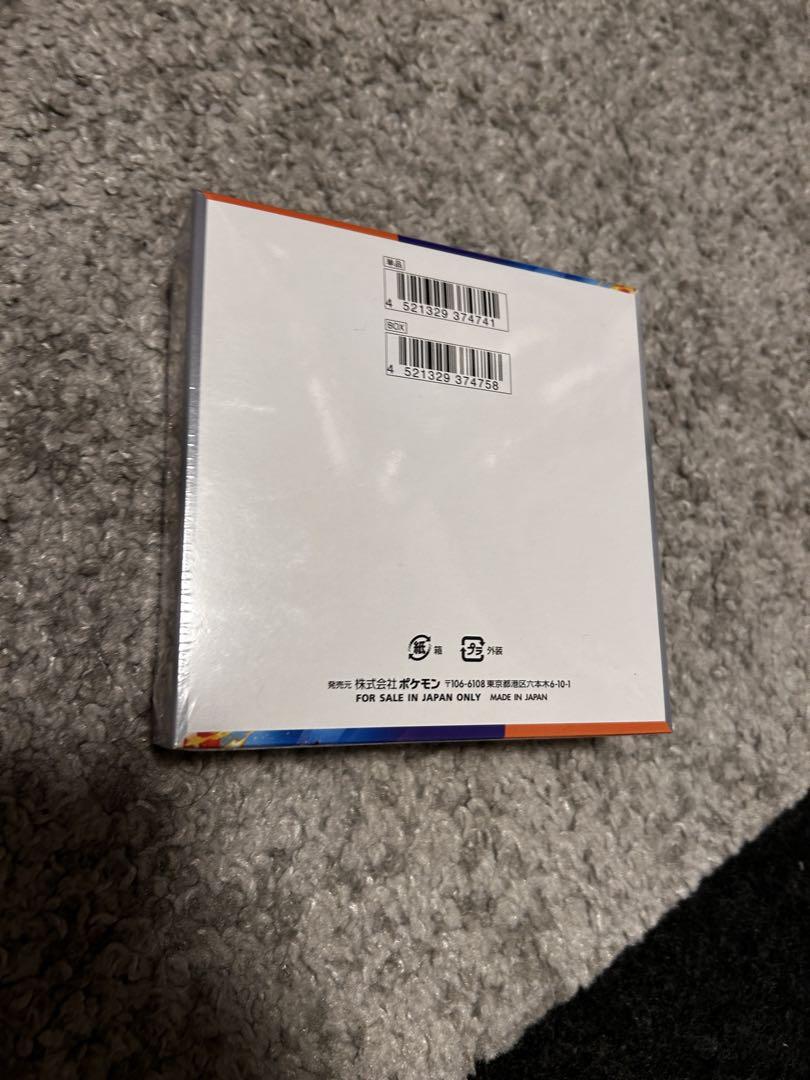 単品
4 521329 374741
BOX
4 521329 374758
紙 箱 プラ 外装
発売元 株式会社ポケモン 〒106-6108 東京都港区六本木6-10-1
FOR SALE IN JAPAN ONLY MADE IN JAPAN